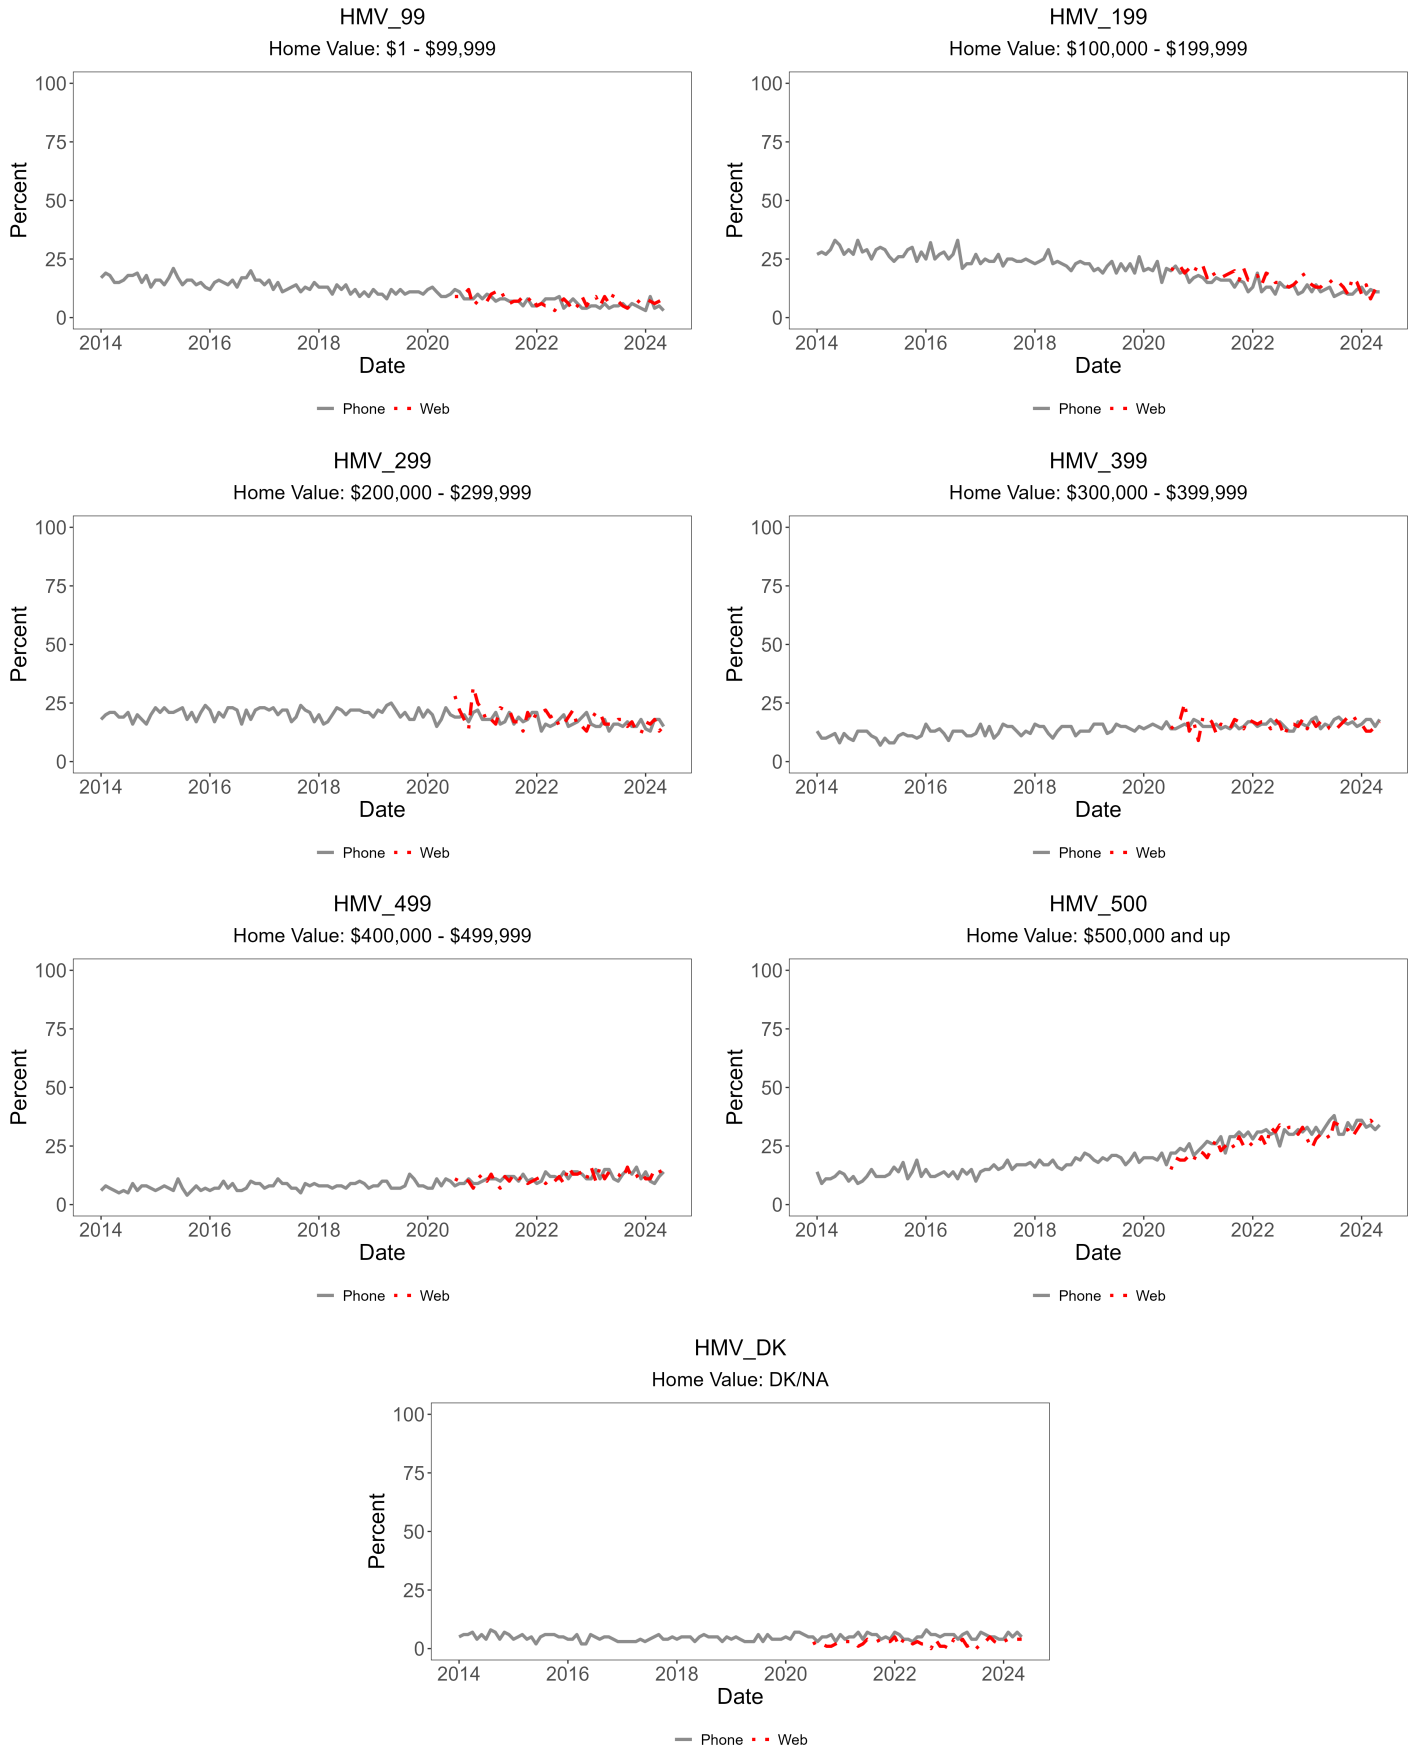 HMV_99
Home Value: $1 - $99,999
100
75
50
25
0
Percent
2014 2016 2018 2020 2022 2024
Date
Phone Web
HMV_199
Home Value: $100,000 - $199,999
100
75
50
25
0
Percent
2014 2016 2018 2020 2022 2024
Date
Phone Web
HMV_299
Home Value: $200,000 - $299,999
100
75
50
25
0
Percent
2014 2016 2018 2020 2022 2024
Date
Phone Web
HMV_399
Home Value: $300,000 - $399,999
100
75
50
25
0
Percent
2014 2016 2018 2020 2022 2024
Date
Phone Web
HMV_499
Home Value: $400,000 - $499,999
100
75
50
25
0
Percent
2014 2016 2018 2020 2022 2024
Date
Phone Web
HMV_500
Home Value: $500,000 and up
100
75
50
25
0
Percent
2014 2016 2018 2020 2022 2024
Date
Phone Web
HMV_DK
Home Value: DK/NA
100
75
50
25
0
Percent
2014 2016 2018 2020 2022 2024
Date
Phone Web